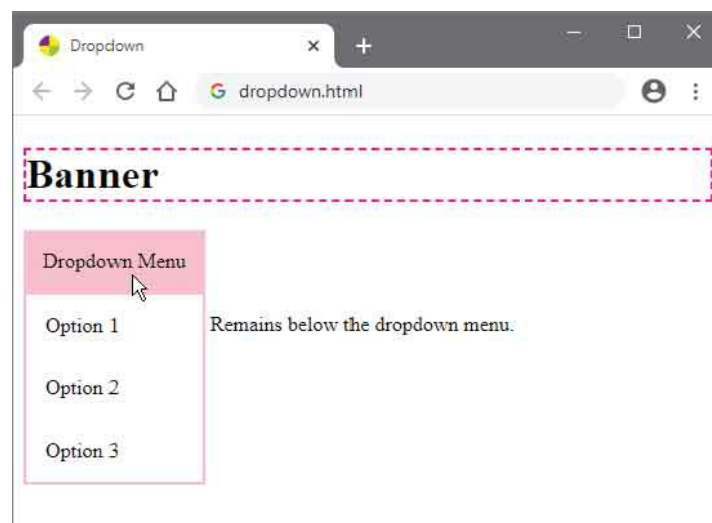 Dropdown
dropdown.html
Banner
Dropdown Menu
Option 1
Remains below the dropdown menu.
Option 2
Option 3